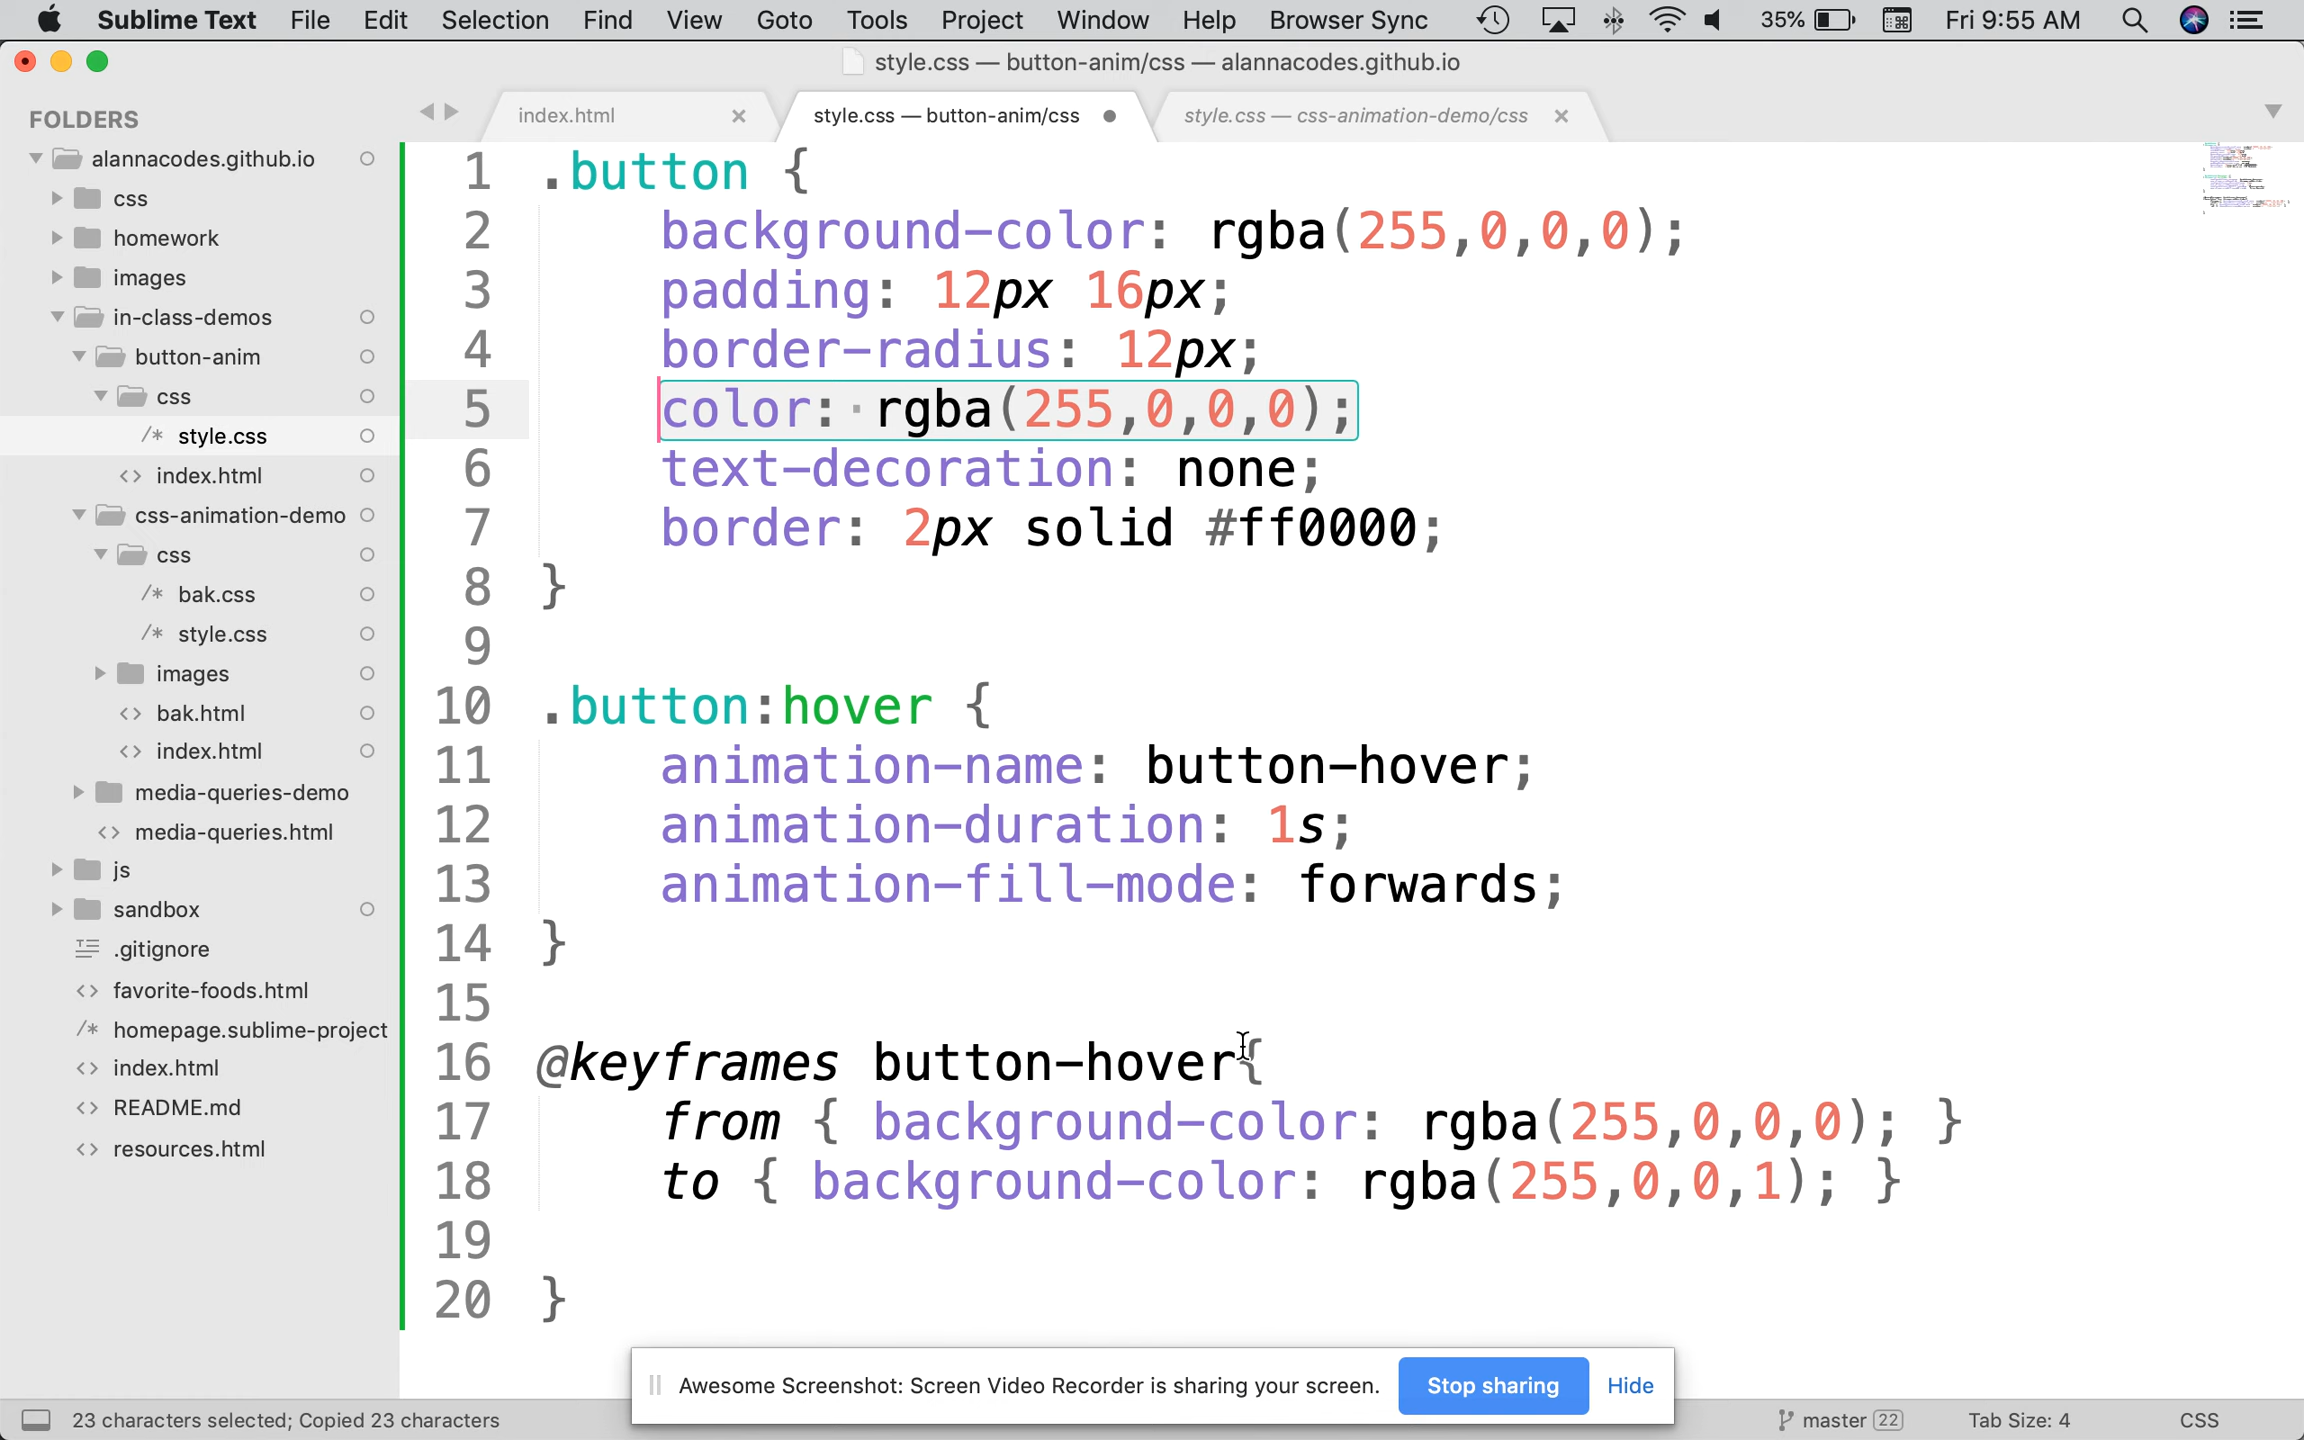 Sublime Text File Edit Selection Find View Goto Tools Project Window Help Browser Sync 35% Fri 9:55 AM
style.css — button-anim/css — alannacodes.github.io
index.html × style.css — button-anim/css style.css — css-animation-demo/css ×
FOLDERS
alannacodes.github.io
css
homework
images
in-class-demos
button-anim
css
/* style.css
<> index.html
css-animation-demo
css
/* bak.css
/* style.css
images
<> bak.html
<> index.html
media-queries-demo
<> media-queries.html
js
sandbox
.gitignore
<> favorite-foods.html
/* homepage.sublime-project
<> index.html
<> README.md
<> resources.html
1 .button {
2 background-color: rgba(255,0,0,0);
3 padding: 12px 16px;
4 border-radius: 12px;
5 color: rgba(255,0,0,0);
6 text-decoration: none;
7 border: 2px solid #ff0000;
8 }
9
10 .button:hover {
11 animation-name: button-hover;
12 animation-duration: 1s;
13 animation-fill-mode: forwards;
14 }
15
16 @keyframes button-hover{
17 from { background-color: rgba(255,0,0,0); }
18 to { background-color: rgba(255,0,0,1); }
19
20 }
Awesome Screenshot: Screen Video Recorder is sharing your screen. Stop sharing Hide
23 characters selected; Copied 23 characters master 22 Tab Size: 4 CSS